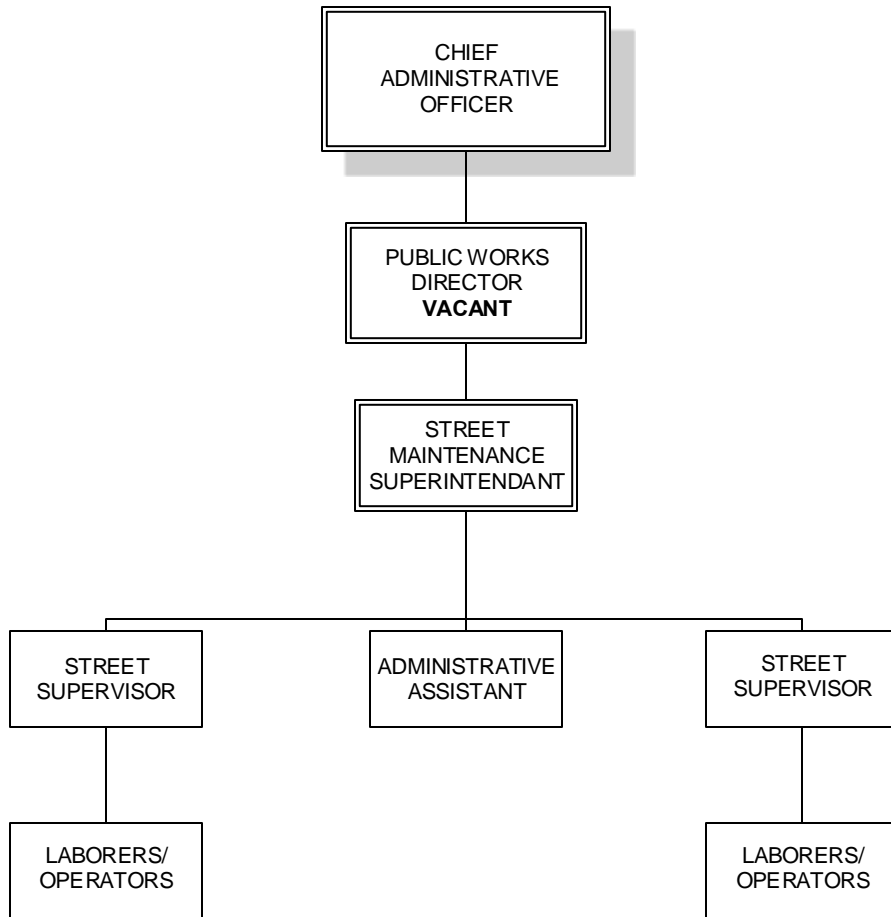 CHIEF
ADMINISTRATIVE
OFFICER
PUBLIC WORKS
DIRECTOR
VACANT
STREET
MAINTENANCE
SUPERINTENDANT
STREET
SUPERVISOR
ADMINISTRATIVE
ASSISTANT
STREET
SUPERVISOR
LABORERS/
OPERATORS
LABORERS/
OPERATORS